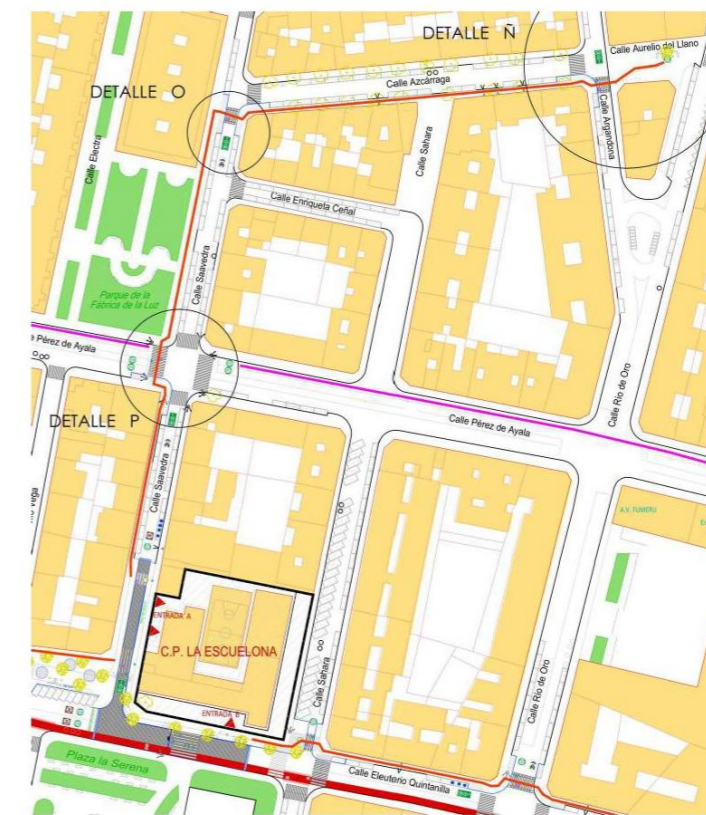 DETALLE Ñ
Calle Aurelio del Llano
Calle Azcárraga
DETALLE O
Calle Electra
Calle Argandona
Calle Sahara
Calle Enriqueta Ceñal
Calle Saavedra
Parque de la
Fábrica de la Luz
Pérez de Ayala
Calle Río de Oro
DETALLE P
Calle Pérez de Ayala
Calle Saavedra
Vega
A.V. FUMERU
ENTRADA A
C.P. LA ESCUELONA
Calle Sahara
Calle Río de Oro
ENTRADA B
Plaza la Serena
Calle Eleuterio Quintanilla